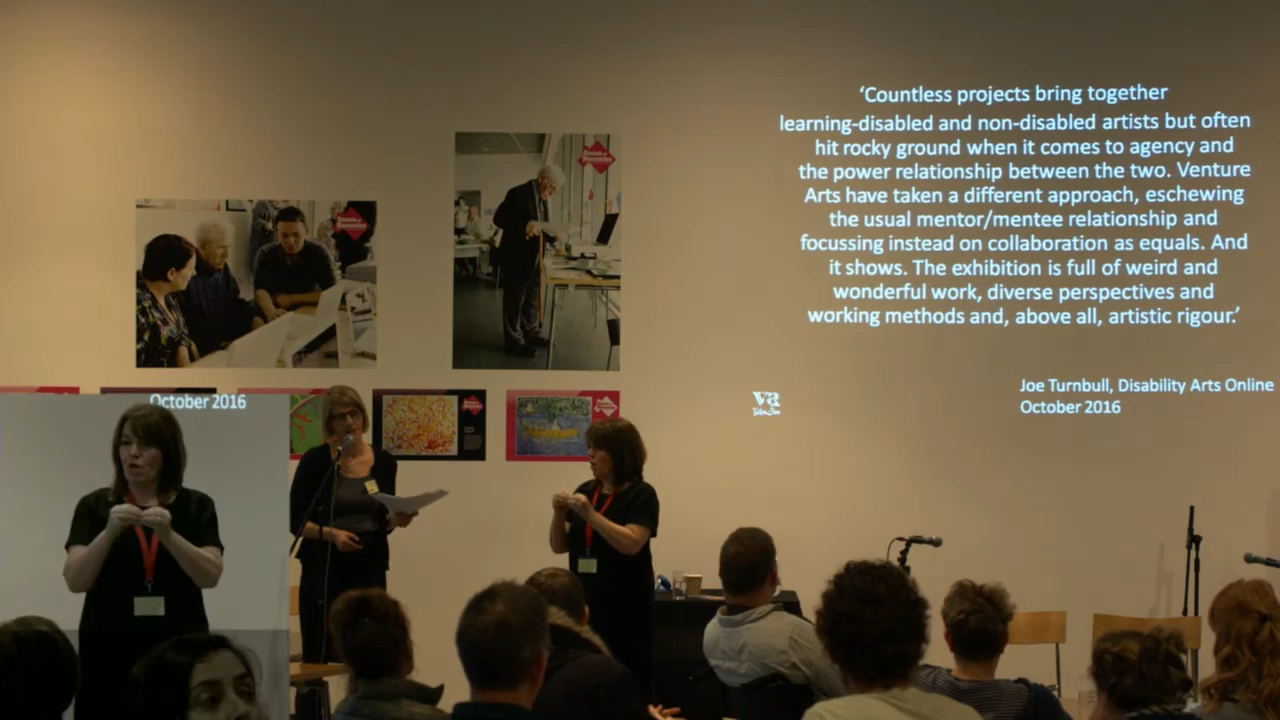 ‘Countless projects bring together
learning-disabled and non-disabled artists but often
hit rocky ground when it comes to agency and
the power relationship between the two. Venture
Arts have taken a different approach, eschewing
the usual mentor/mentee relationship and
focussing instead on collaboration as equals. And
it shows. The exhibition is full of weird and
wonderful work, diverse perspectives and
working methods and, above all, artistic rigour.’
Joe Turnbull, Disability Arts Online
October 2016
va
October 2016